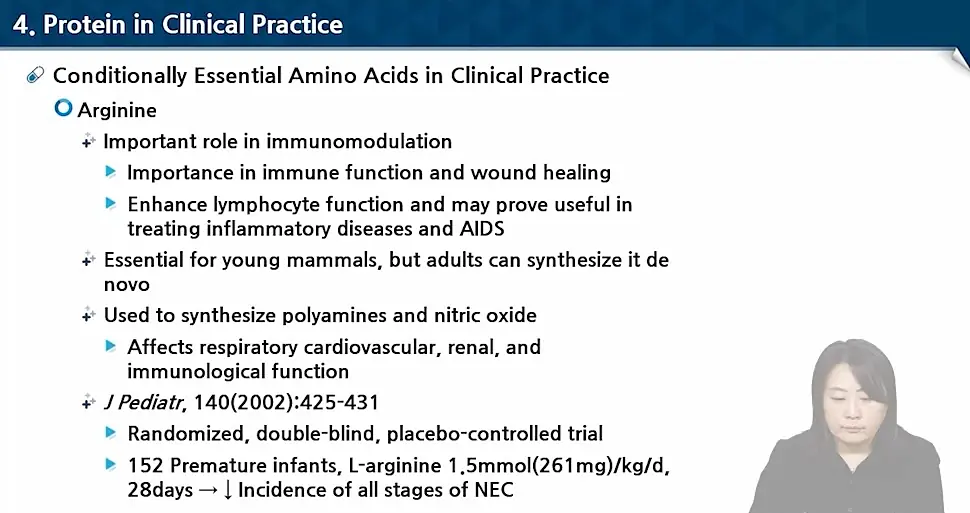 4. Protein in Clinical Practice
Conditionally Essential Amino Acids in Clinical Practice
Arginine
Important role in immunomodulation
Importance in immune function and wound healing
Enhance lymphocyte function and may prove useful in
treating inflammatory diseases and AIDS
Essential for young mammals, but adults can synthesize it de
novo
Used to synthesize polyamines and nitric oxide
Affects respiratory cardiovascular, renal, and
immunological function
J Pediatr, 140(2002):425-431
Randomized, double-blind, placebo-controlled trial
152 Premature infants, L-arginine 1.5mmol(261mg)/kg/d,
28days → ↓ Incidence of all stages of NEC